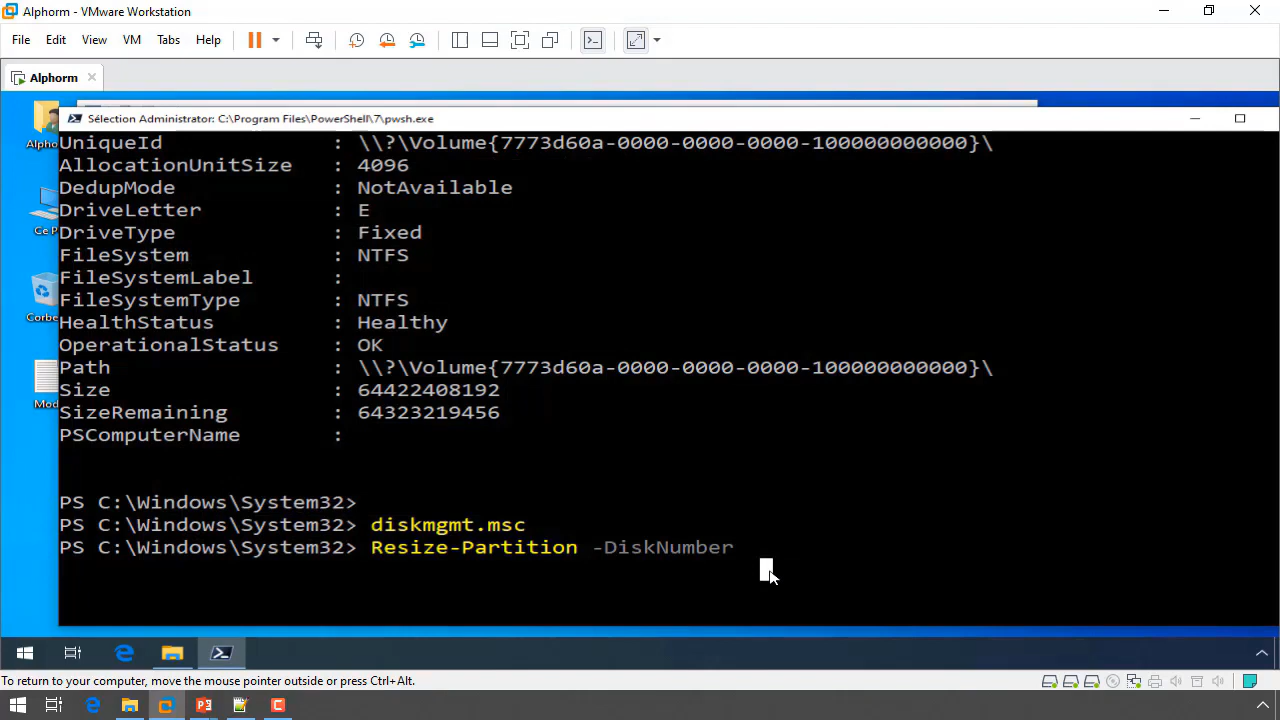 Alphorm - VMware Workstation
File Edit View VM Tabs Help
Alphorm
Sélection Administrator: C:\Program Files\PowerShell\7\pwsh.exe
UniqueId : \\?\Volume{7773d60a-0000-0000-0000-100000000000}\
AllocationUnitSize : 4096
DedupMode : NotAvailable
DriveLetter : E
DriveType : Fixed
FileSystem : NTFS
FileSystemLabel :
FileSystemType : NTFS
HealthStatus : Healthy
OperationalStatus : OK
Path : \\?\Volume{7773d60a-0000-0000-0000-100000000000}\
Size : 64422408192
SizeRemaining : 64323219456
PSComputerName :
PS C:\Windows\System32>
PS C:\Windows\System32> diskmgmt.msc
PS C:\Windows\System32> Resize-Partition -DiskNumber
Alpho
Ce P
Corbe
Mod
To return to your computer, move the mouse pointer outside or press Ctrl+Alt.